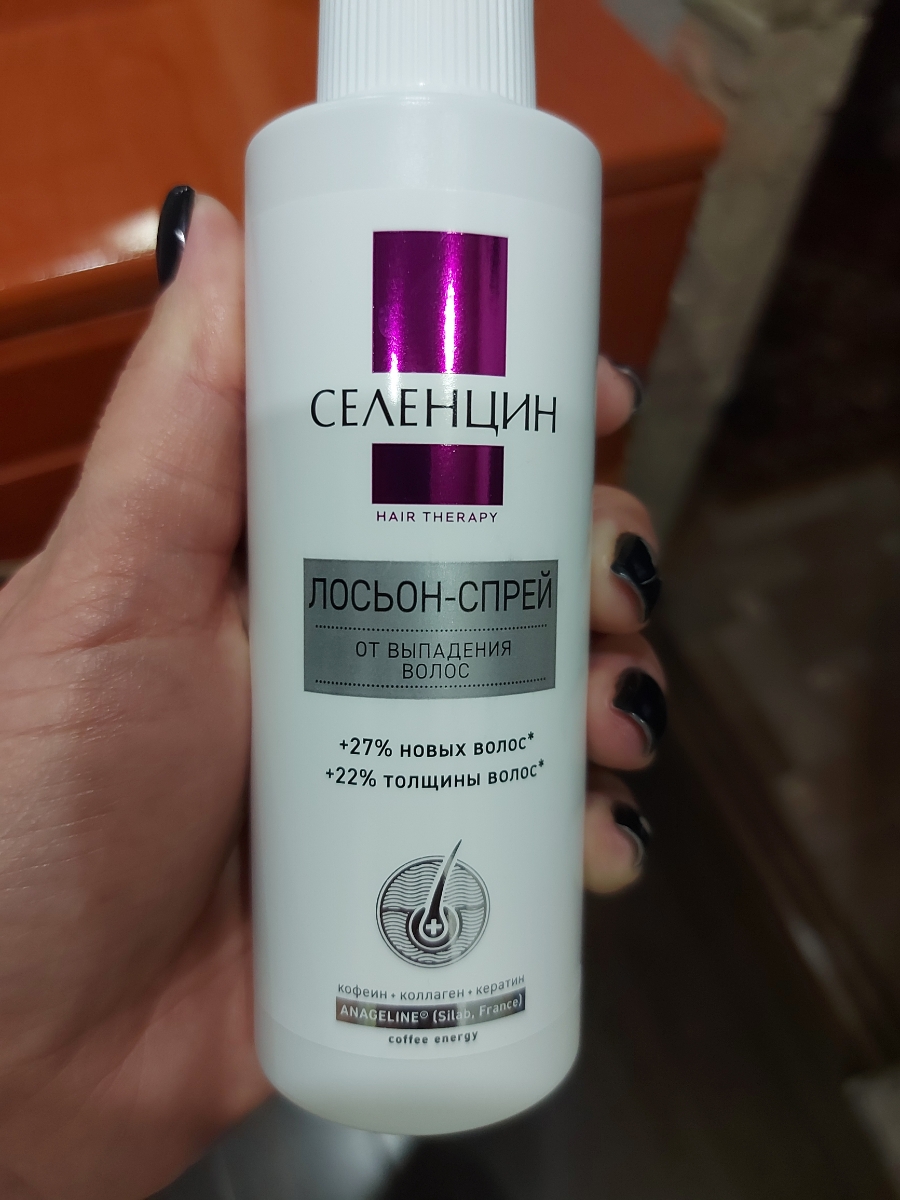 СЕЛЕНЦИН
HAIR THERAPY
ЛОСЬОН-СПРЕЙ
ОТ ВЫПАДЕНИЯ
ВОЛОС
+27% новых волос*
+22% толщины волос*
кофеин • коллаген • кератин
ANAGELINE® (Silab, France)
coffee energy